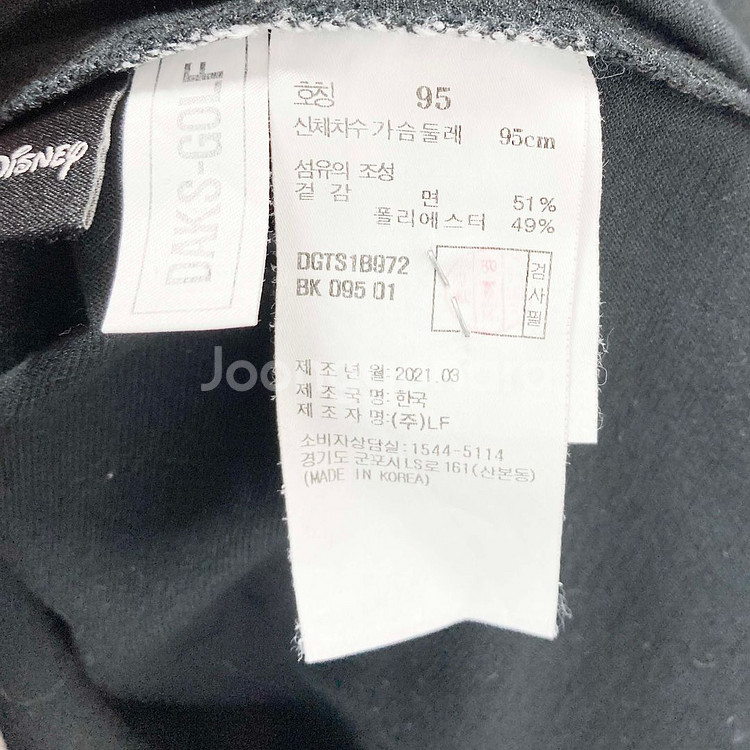 DISNEY
DAKS-GOLF
호칭 95
신체치수 가슴둘레 95cm
섬유의 조성
겉 감 면 51%
폴리에스터 49%
DGTS1B972
BK 095 01
검사필
제 조 년 월: 2021.03
제 조 국 명: 한국
제 조 자 명:(주)LF
소비자상담실:1544-5114
경기도 군포시 LS로 161(산본동)
(MADE IN KOREA)